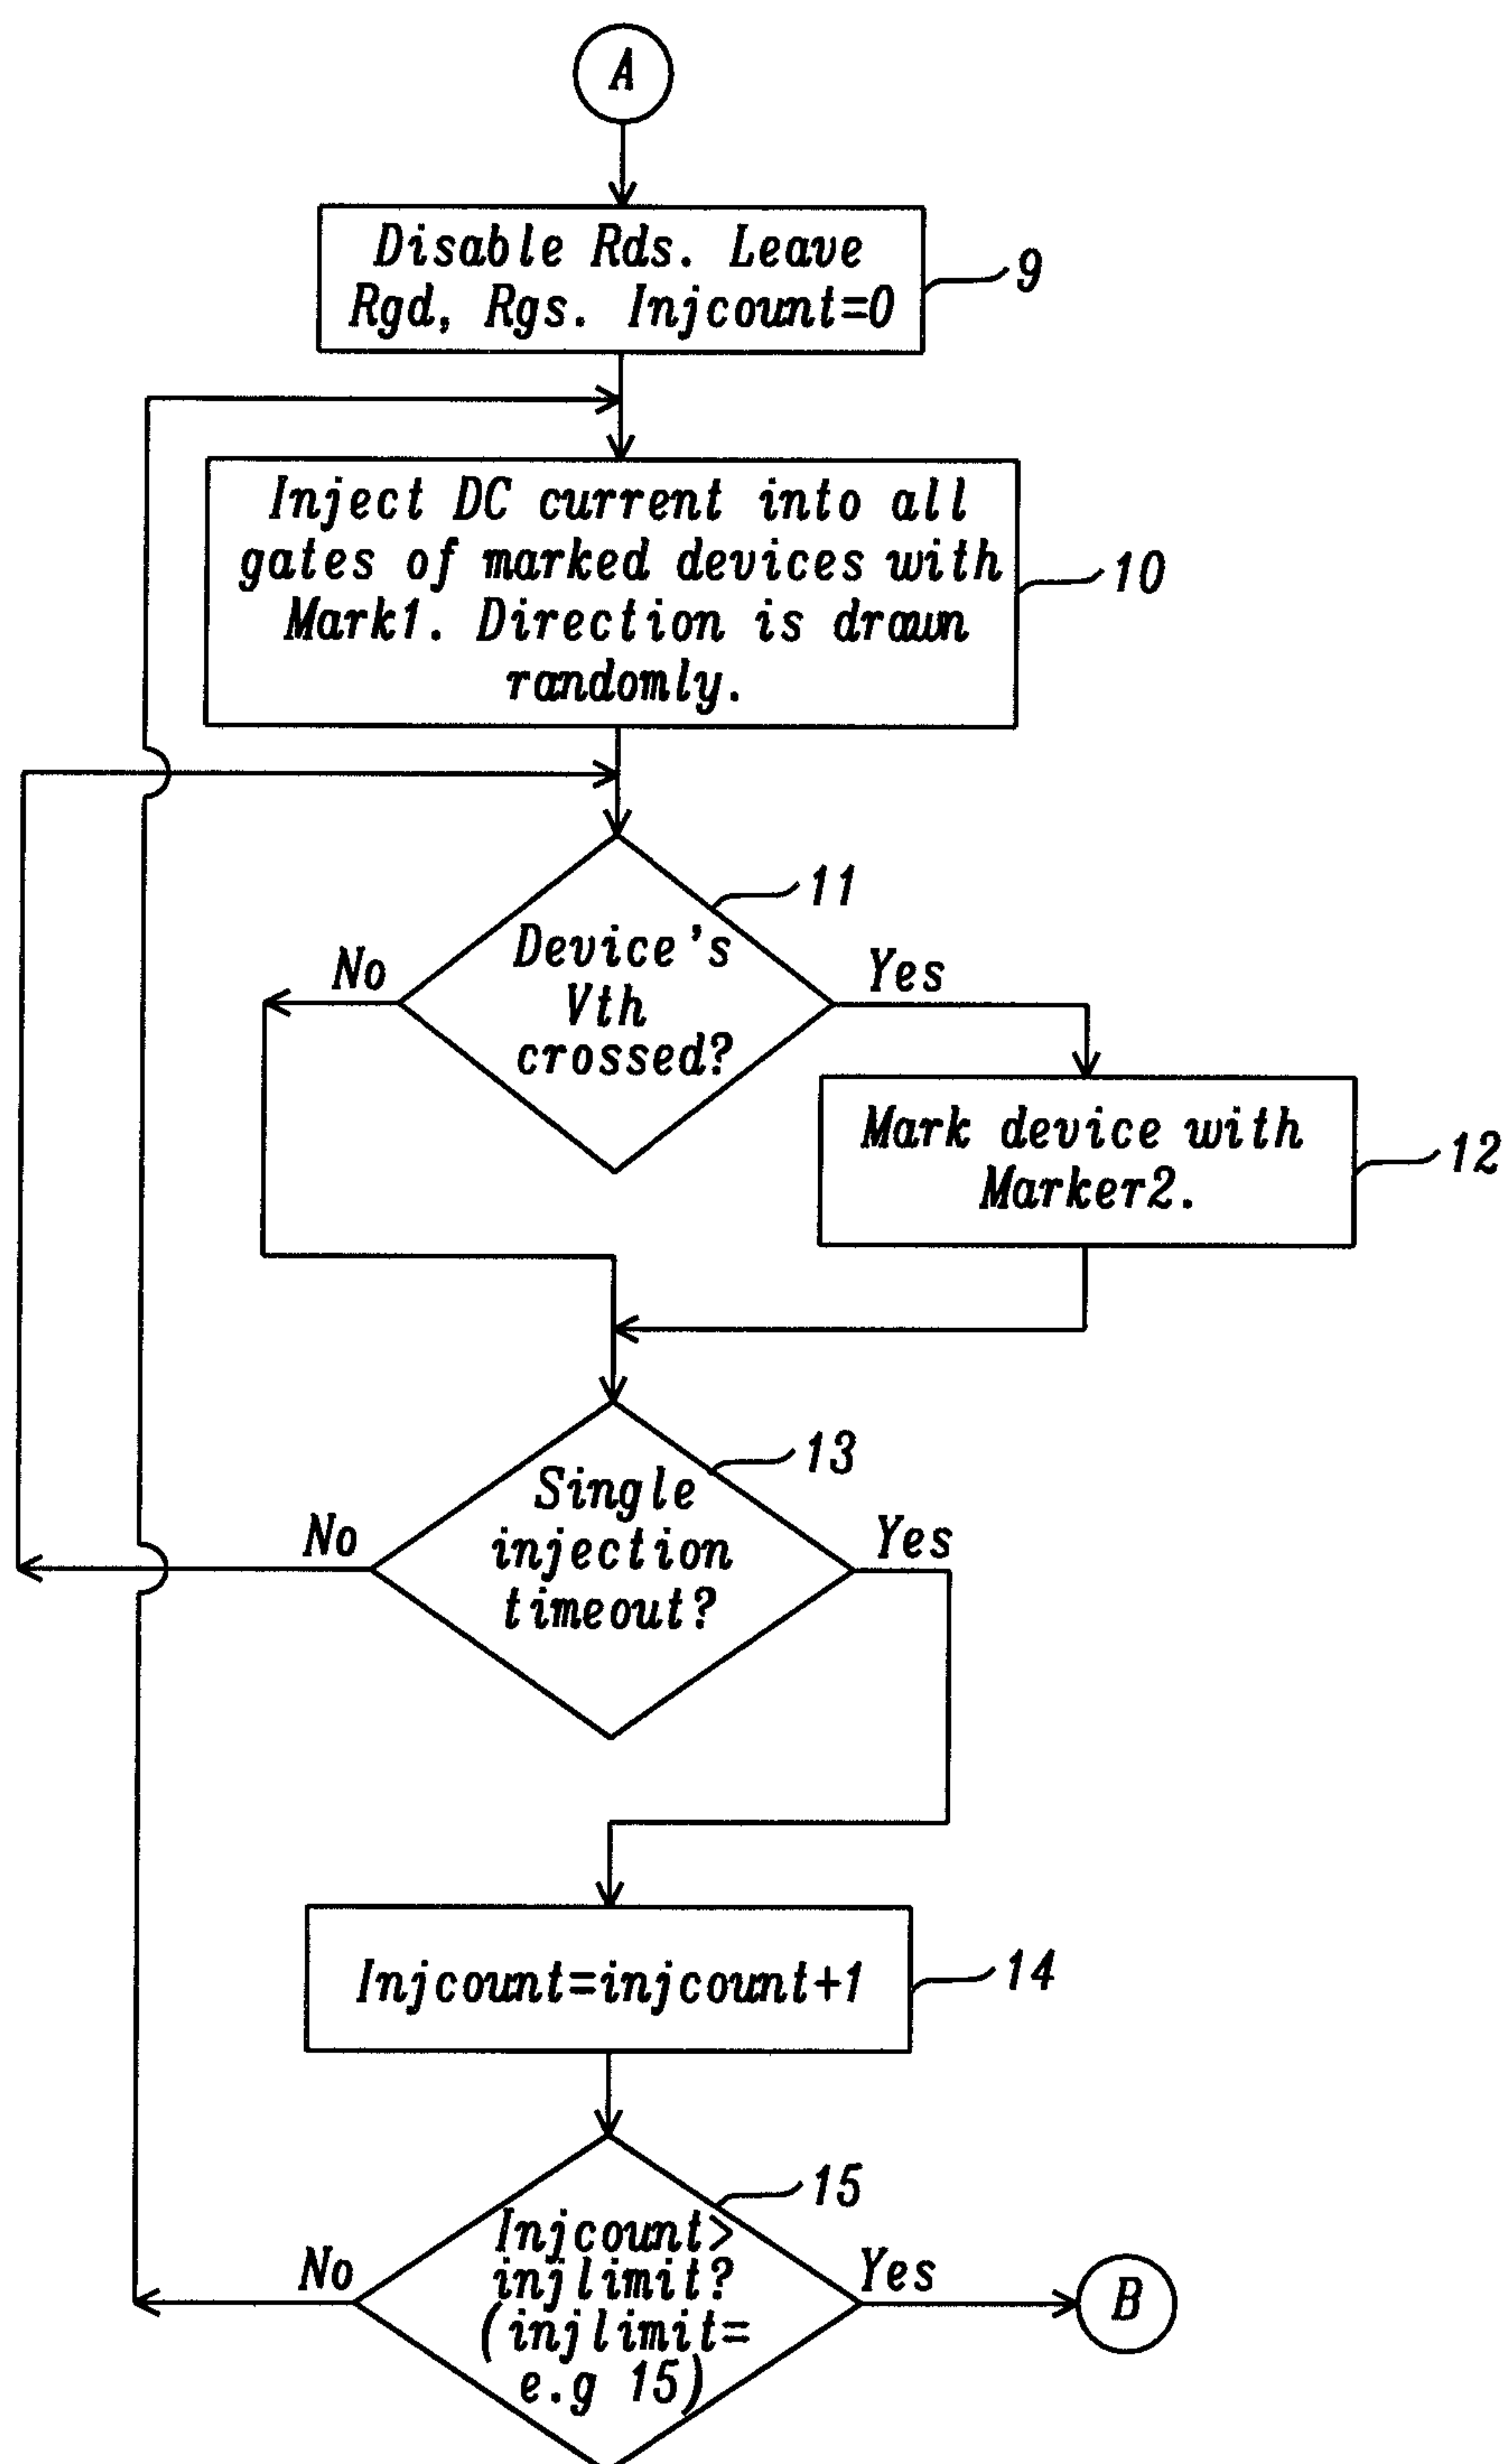 A
Disable Rds. Leave
Rgd, Rgs. Injcount=0
9
Inject DC current into all
gates of marked devices with
Mark1. Direction is drawn
randomly.
10
11
Device's
Vth
crossed?
No
Yes
Mark device with
Marker2.
12
13
Single
injection
timeout?
No
Yes
Injcount=injcount+1
14
15
Injcount>
injlimit?
(injlimit=
e.g 15)
No
Yes
B